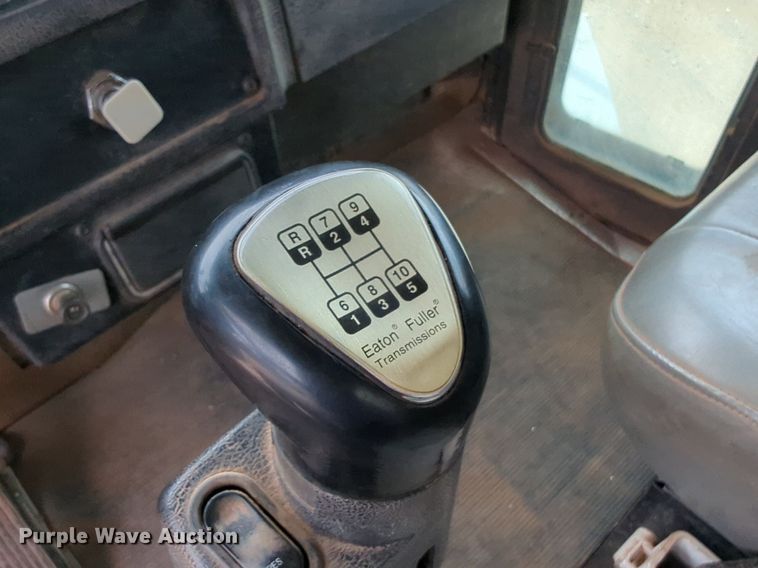 R 7 9
R 2 4
6 8 10
1 3 5
Eaton® Fuller®
Transmissions
Purple Wave Auction